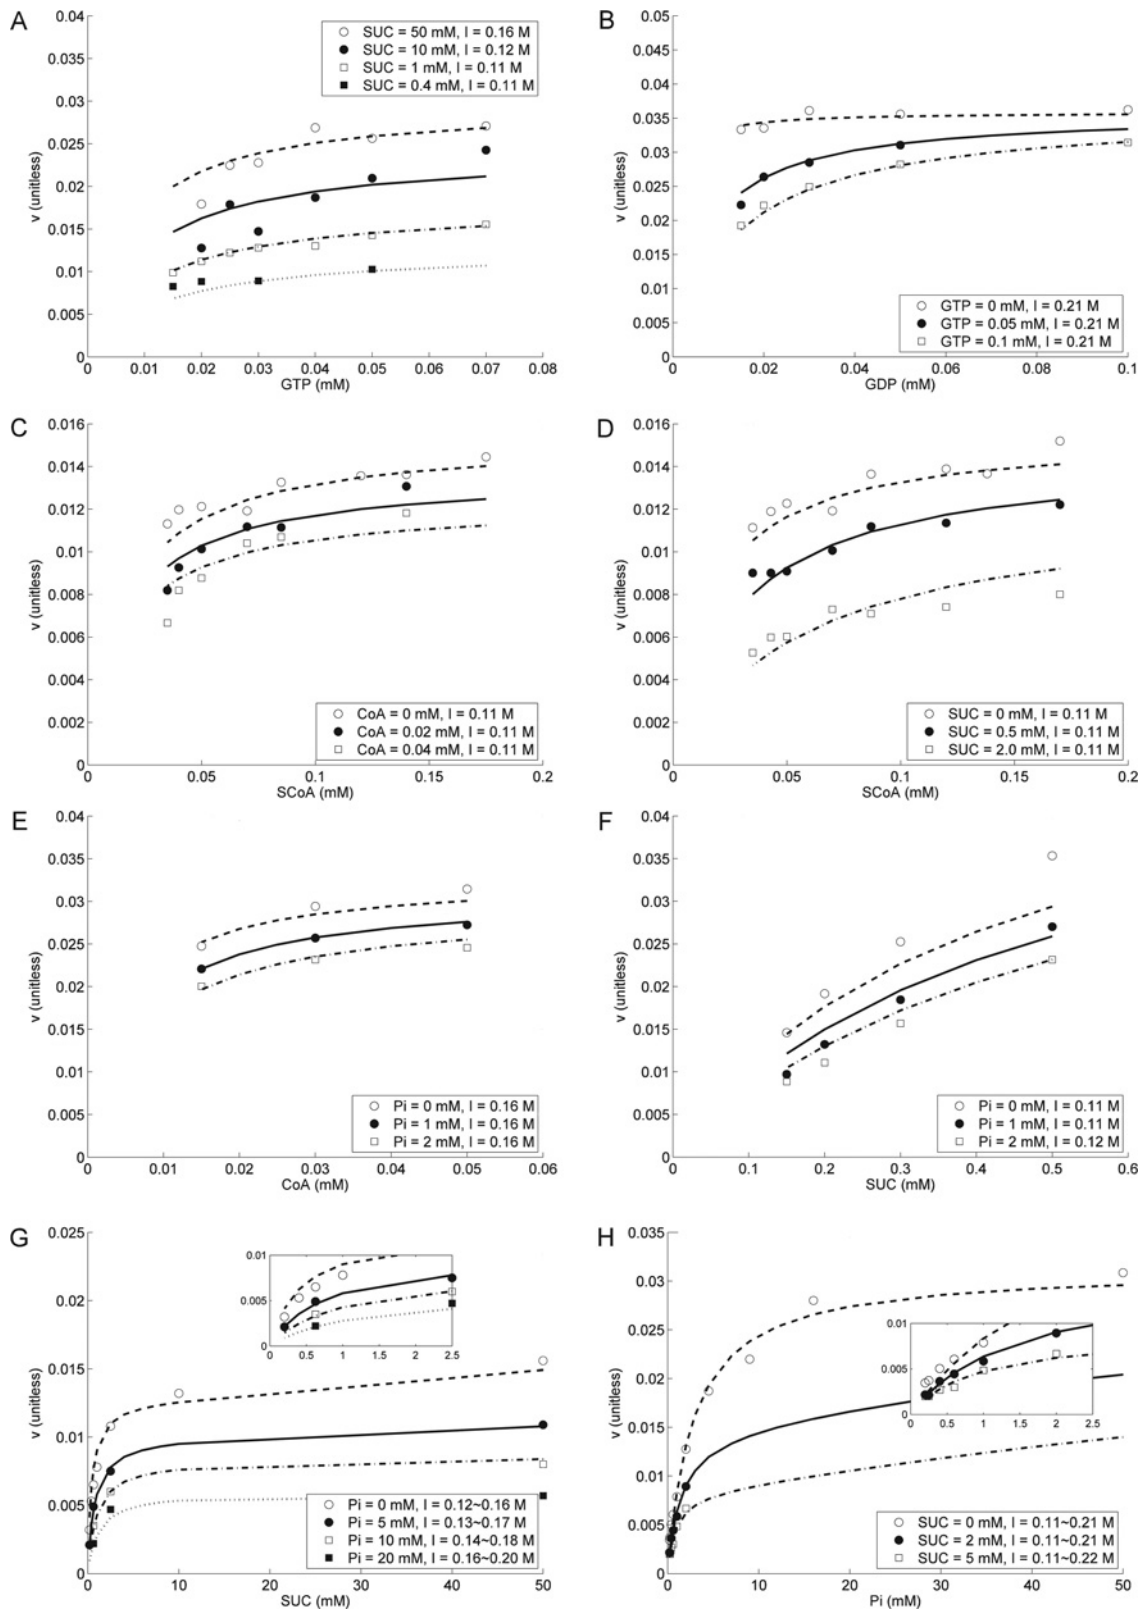 A
0.04
0.035
0.03
0.025
0.02
0.015
0.01
0.005
0
v (unitless)
SUC = 50 mM, I = 0.16 M
SUC = 10 mM, I = 0.12 M
SUC = 1 mM, I = 0.11 M
SUC = 0.4 mM, I = 0.11 M
0 0.01 0.02 0.03 0.04 0.05 0.06 0.07 0.08
GTP (mM)
B
0.05
0.045
0.04
0.035
0.03
0.025
0.02
0.015
0.01
0.005
0
v (unitless)
GTP = 0 mM, I = 0.21 M
GTP = 0.05 mM, I = 0.21 M
GTP = 0.1 mM, I = 0.21 M
0 0.02 0.04 0.06 0.08 0.1
GDP (mM)
C
0.016
0.014
0.012
0.01
0.008
0.006
0.004
0.002
0
v (unitless)
CoA = 0 mM, I = 0.11 M
CoA = 0.02 mM, I = 0.11 M
CoA = 0.04 mM, I = 0.11 M
0 0.05 0.1 0.15 0.2
SCoA (mM)
D
0.016
0.014
0.012
0.01
0.008
0.006
0.004
0.002
0
v (unitless)
SUC = 0 mM, I = 0.11 M
SUC = 0.5 mM, I = 0.11 M
SUC = 2.0 mM, I = 0.11 M
0 0.05 0.1 0.15 0.2
SCoA (mM)
E
0.04
0.035
0.03
0.025
0.02
0.015
0.01
0.005
0
v (unitless)
Pi = 0 mM, I = 0.16 M
Pi = 1 mM, I = 0.16 M
Pi = 2 mM, I = 0.16 M
0 0.01 0.02 0.03 0.04 0.05 0.06
CoA (mM)
F
0.04
0.035
0.03
0.025
0.02
0.015
0.01
0.005
0
v (unitless)
Pi = 0 mM, I = 0.11 M
Pi = 1 mM, I = 0.11 M
Pi = 2 mM, I = 0.12 M
0 0.1 0.2 0.3 0.4 0.5 0.6
SUC (mM)
G
0.025
0.02
0.015
0.01
0.005
0
v (unitless)
0.01
0.005
0
0 0.5 1 1.5 2 2.5
Pi = 0 mM, I = 0.12~0.16 M
Pi = 5 mM, I = 0.13~0.17 M
Pi = 10 mM, I = 0.14~0.18 M
Pi = 20 mM, I = 0.16~0.20 M
0 10 20 30 40 50
SUC (mM)
H
0.035
0.03
0.025
0.02
0.015
0.01
0.005
0
v (unitless)
0.01
0.005
0
0 0.5 1 1.5 2 2.5
SUC = 0 mM, I = 0.11~0.21 M
SUC = 2 mM, I = 0.11~0.21 M
SUC = 5 mM, I = 0.11~0.22 M
0 10 20 30 40 50
Pi (mM)